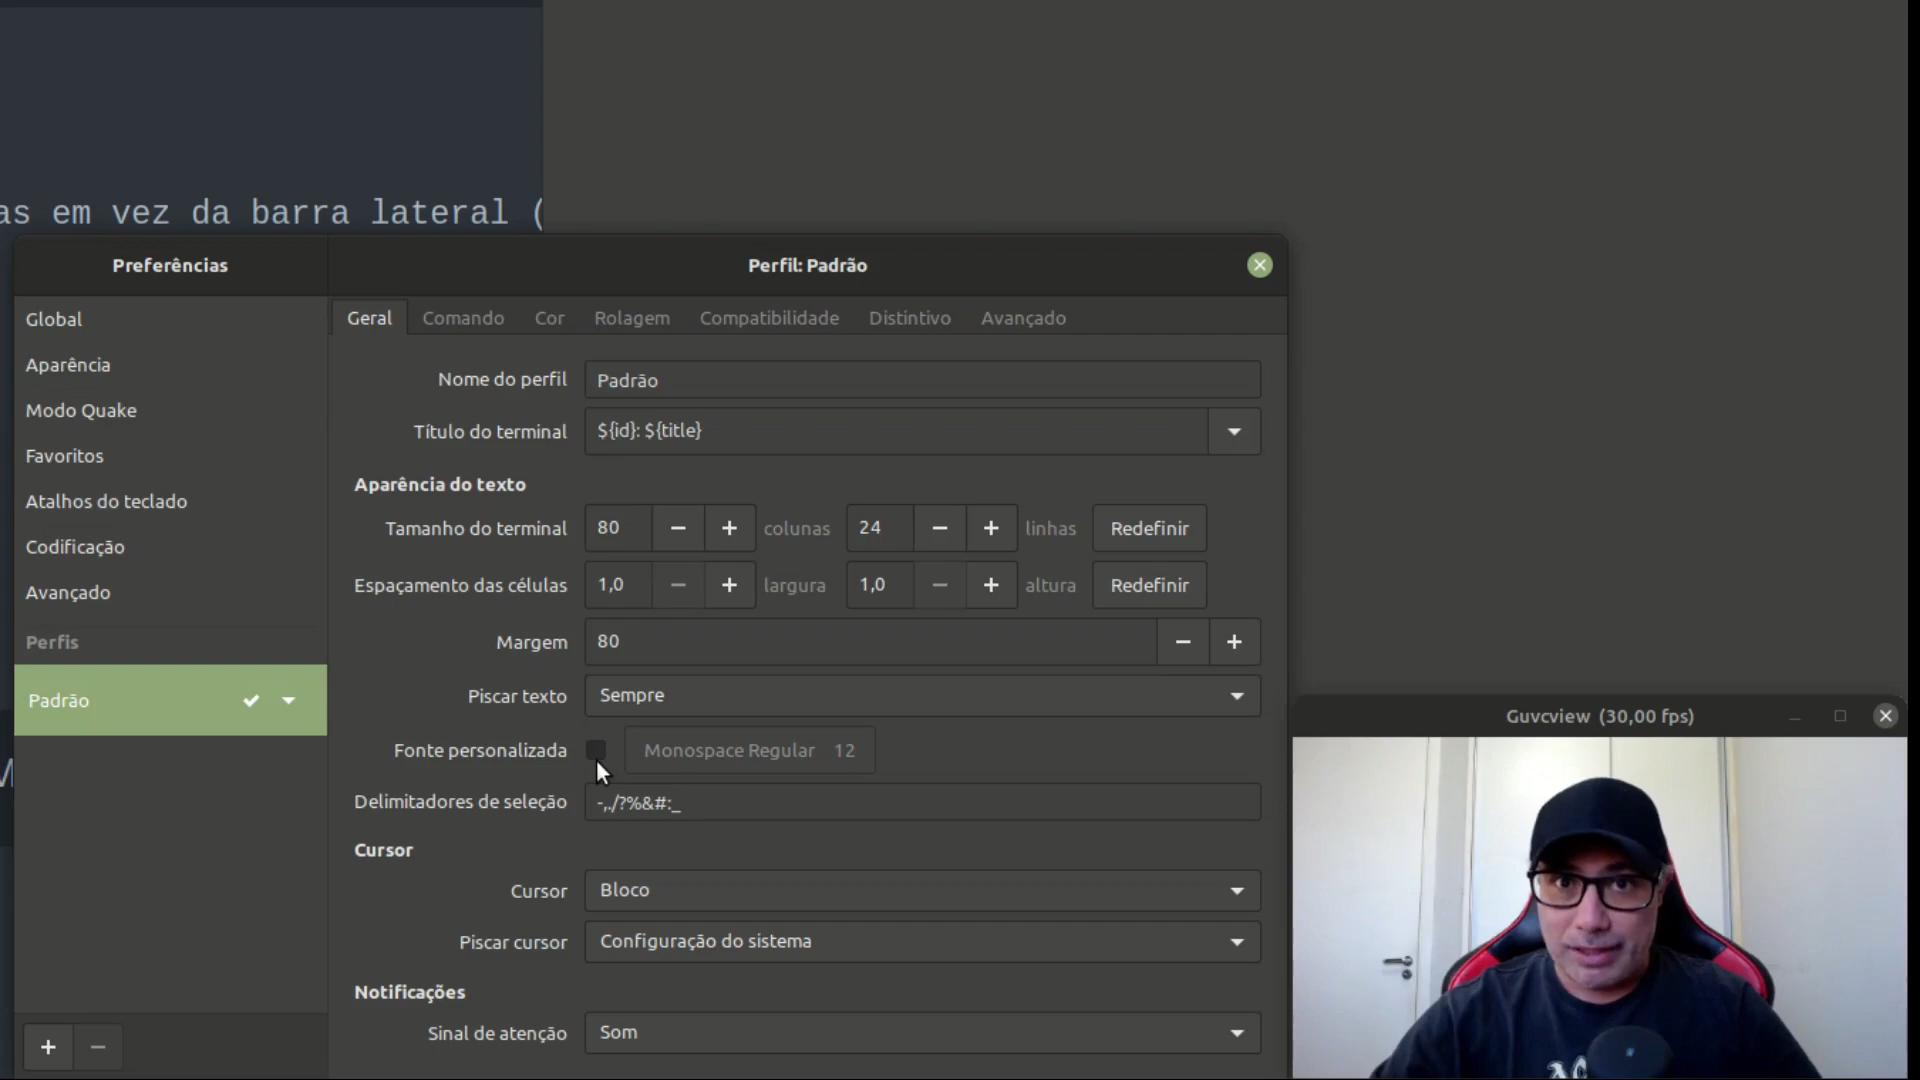 as em vez da barra lateral (
Preferências
Perfil: Padrão
Global
Aparência
Modo Quake
Favoritos
Atalhos do teclado
Codificação
Avançado
Perfis
Padrão
Geral Comando Cor Rolagem Compatibilidade Distintivo Avançado
Nome do perfil Padrão
Título do terminal ${id}: ${title}
Aparência do texto
Tamanho do terminal 80 − + colunas 24 − + linhas Redefinir
Espaçamento das células 1,0 − + largura 1,0 − + altura Redefinir
Margem 80 − +
Piscar texto Sempre
Fonte personalizada Monospace Regular 12
Delimitadores de seleção -,./?%&#:_
Cursor
Cursor Bloco
Piscar cursor Configuração do sistema
Notificações
Sinal de atenção Som
+ −
Guvcview (30,00 fps)